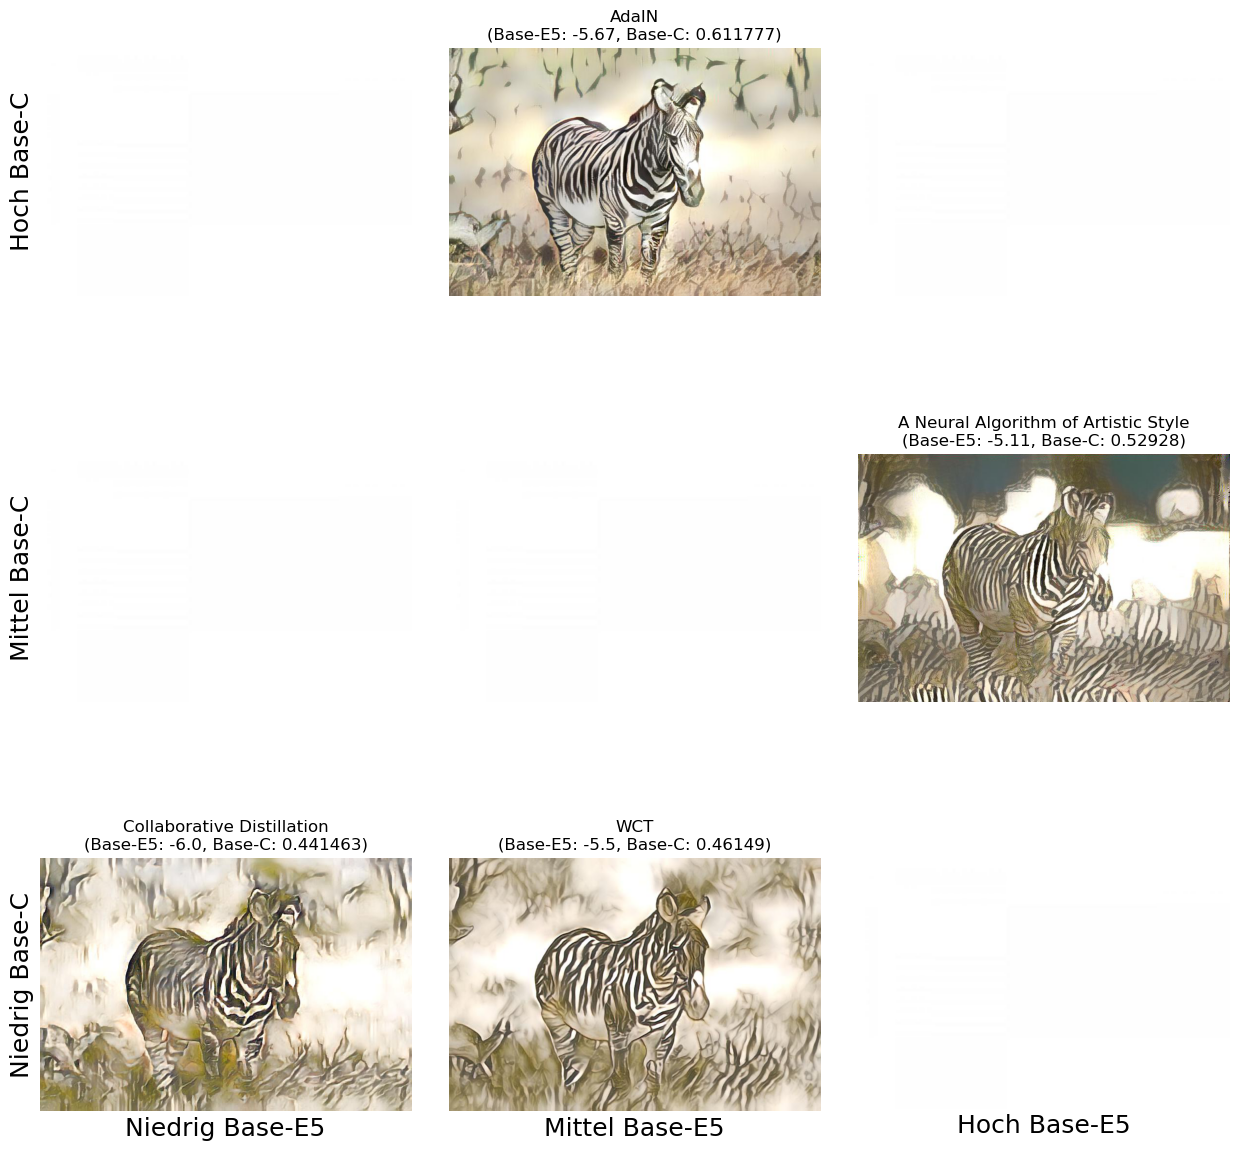 AdaIN
(Base-E5: -5.67, Base-C: 0.611777)
Hoch Base-C
A Neural Algorithm of Artistic Style
(Base-E5: -5.11, Base-C: 0.52928)
Mittel Base-C
Collaborative Distillation
(Base-E5: -6.0, Base-C: 0.441463)
WCT
(Base-E5: -5.5, Base-C: 0.46149)
Niedrig Base-C
Niedrig Base-E5
Mittel Base-E5
Hoch Base-E5